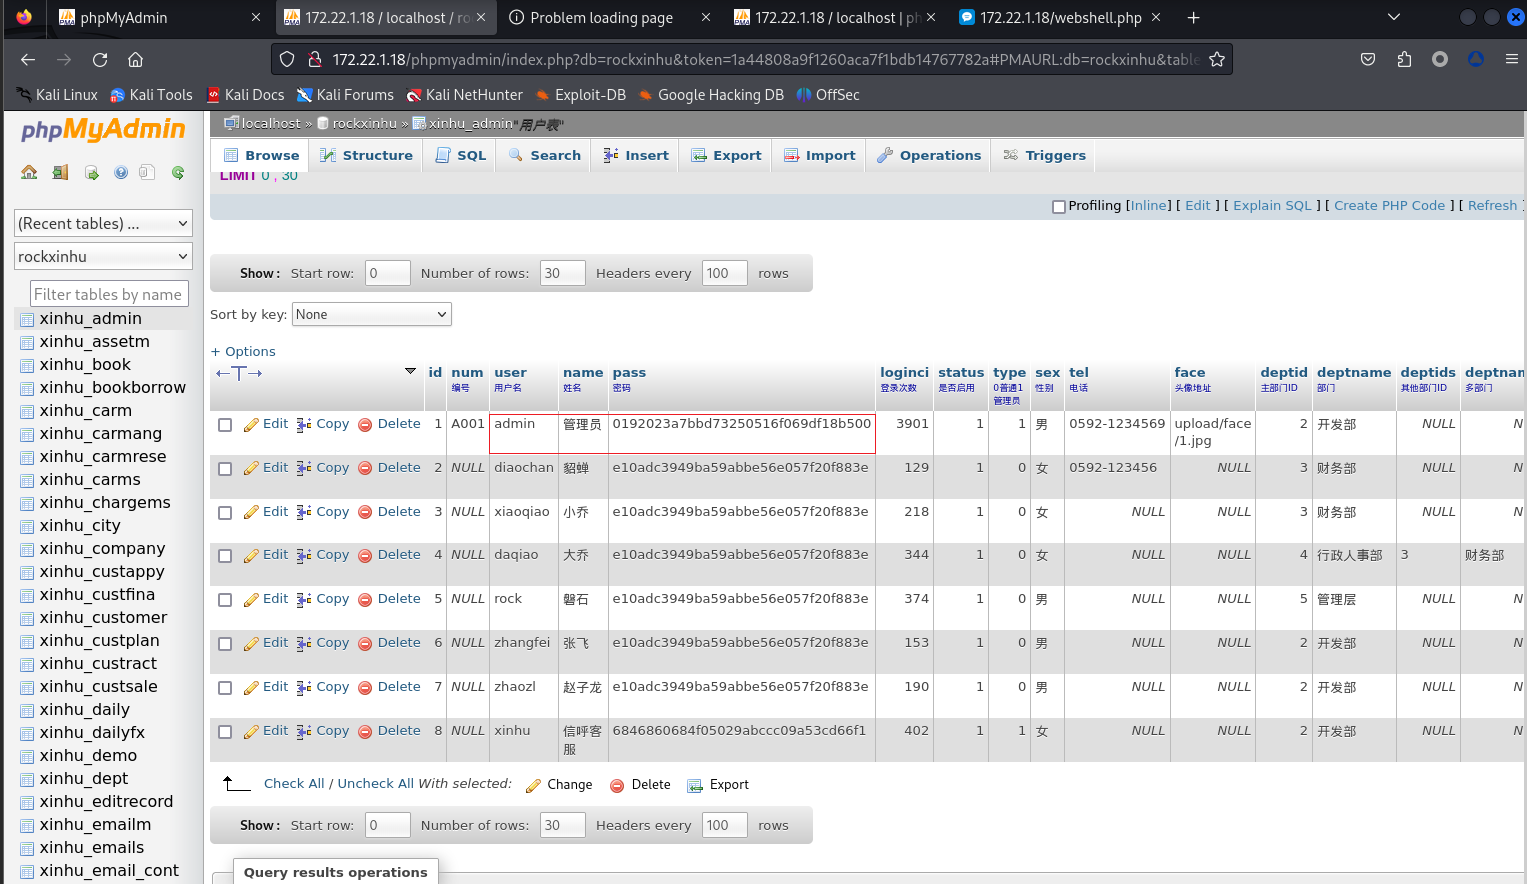 phpMyAdmin
172.22.1.18 / localhost / ro
Problem loading page
172.22.1.18 / localhost | ph
172.22.1.18/webshell.php
172.22.1.18/phpmyadmin/index.php?db=rockxinhu&token=1a44808a9f1260aca7f1bdb14767782a#PMAURL:db=rockxinhu&table
Kali Linux
Kali Tools
Kali Docs
Kali Forums
Kali NetHunter
Exploit-DB
Google Hacking DB
OffSec
phpMyAdmin
(Recent tables) ...
rockxinhu
Filter tables by name
xinhu_admin
xinhu_assetm
xinhu_book
xinhu_bookborrow
xinhu_carm
xinhu_carmang
xinhu_carmrese
xinhu_carms
xinhu_chargems
xinhu_city
xinhu_company
xinhu_custappy
xinhu_custfina
xinhu_customer
xinhu_custplan
xinhu_custract
xinhu_custsale
xinhu_daily
xinhu_dailyfx
xinhu_demo
xinhu_dept
xinhu_editrecord
xinhu_emailm
xinhu_emails
xinhu_email_cont
localhost » rockxinhu » xinhu_admin "用户表"
Browse Structure SQL Search Insert Export Import Operations Triggers
LIMIT 0 , 30
Profiling [Inline] [ Edit ] [ Explain SQL ] [ Create PHP Code ] [ Refresh ]
Show : Start row: 0 Number of rows: 30 Headers every 100 rows
Sort by key: None
+ Options
←T→ id num user name pass loginci status type sex tel face deptid deptname deptids deptnam
编号 用户名 姓名 密码 登录次数 是否启用 0普通1 性别 电话 头像地址 主部门ID 部门 其他部门ID 多部门
管理员
Edit Copy Delete 1 A001 admin 管理员 0192023a7bbd73250516f069df18b500 3901 1 1 男 0592-1234569 upload/face 2 开发部 NULL N
/1.jpg
Edit Copy Delete 2 NULL diaochan 貂蝉 e10adc3949ba59abbe56e057f20f883e 129 1 0 女 0592-123456 NULL 3 财务部 NULL N
Edit Copy Delete 3 NULL xiaoqiao 小乔 e10adc3949ba59abbe56e057f20f883e 218 1 0 女 NULL NULL 3 财务部 NULL N
Edit Copy Delete 4 NULL daqiao 大乔 e10adc3949ba59abbe56e057f20f883e 344 1 0 女 NULL NULL 4 行政人事部 3 财务部
Edit Copy Delete 5 NULL rock 磐石 e10adc3949ba59abbe56e057f20f883e 374 1 0 男 NULL NULL 5 管理层 NULL N
Edit Copy Delete 6 NULL zhangfei 张飞 e10adc3949ba59abbe56e057f20f883e 153 1 0 男 NULL NULL 2 开发部 NULL N
Edit Copy Delete 7 NULL zhaozl 赵子龙 e10adc3949ba59abbe56e057f20f883e 190 1 0 男 NULL NULL 2 开发部 NULL N
Edit Copy Delete 8 NULL xinhu 信呼客 6846860684f05029abccc09a53cd66f1 402 1 1 女 NULL NULL 2 开发部 NULL N
服
Check All / Uncheck All With selected: Change Delete Export
Show : Start row: 0 Number of rows: 30 Headers every 100 rows
Query results operations